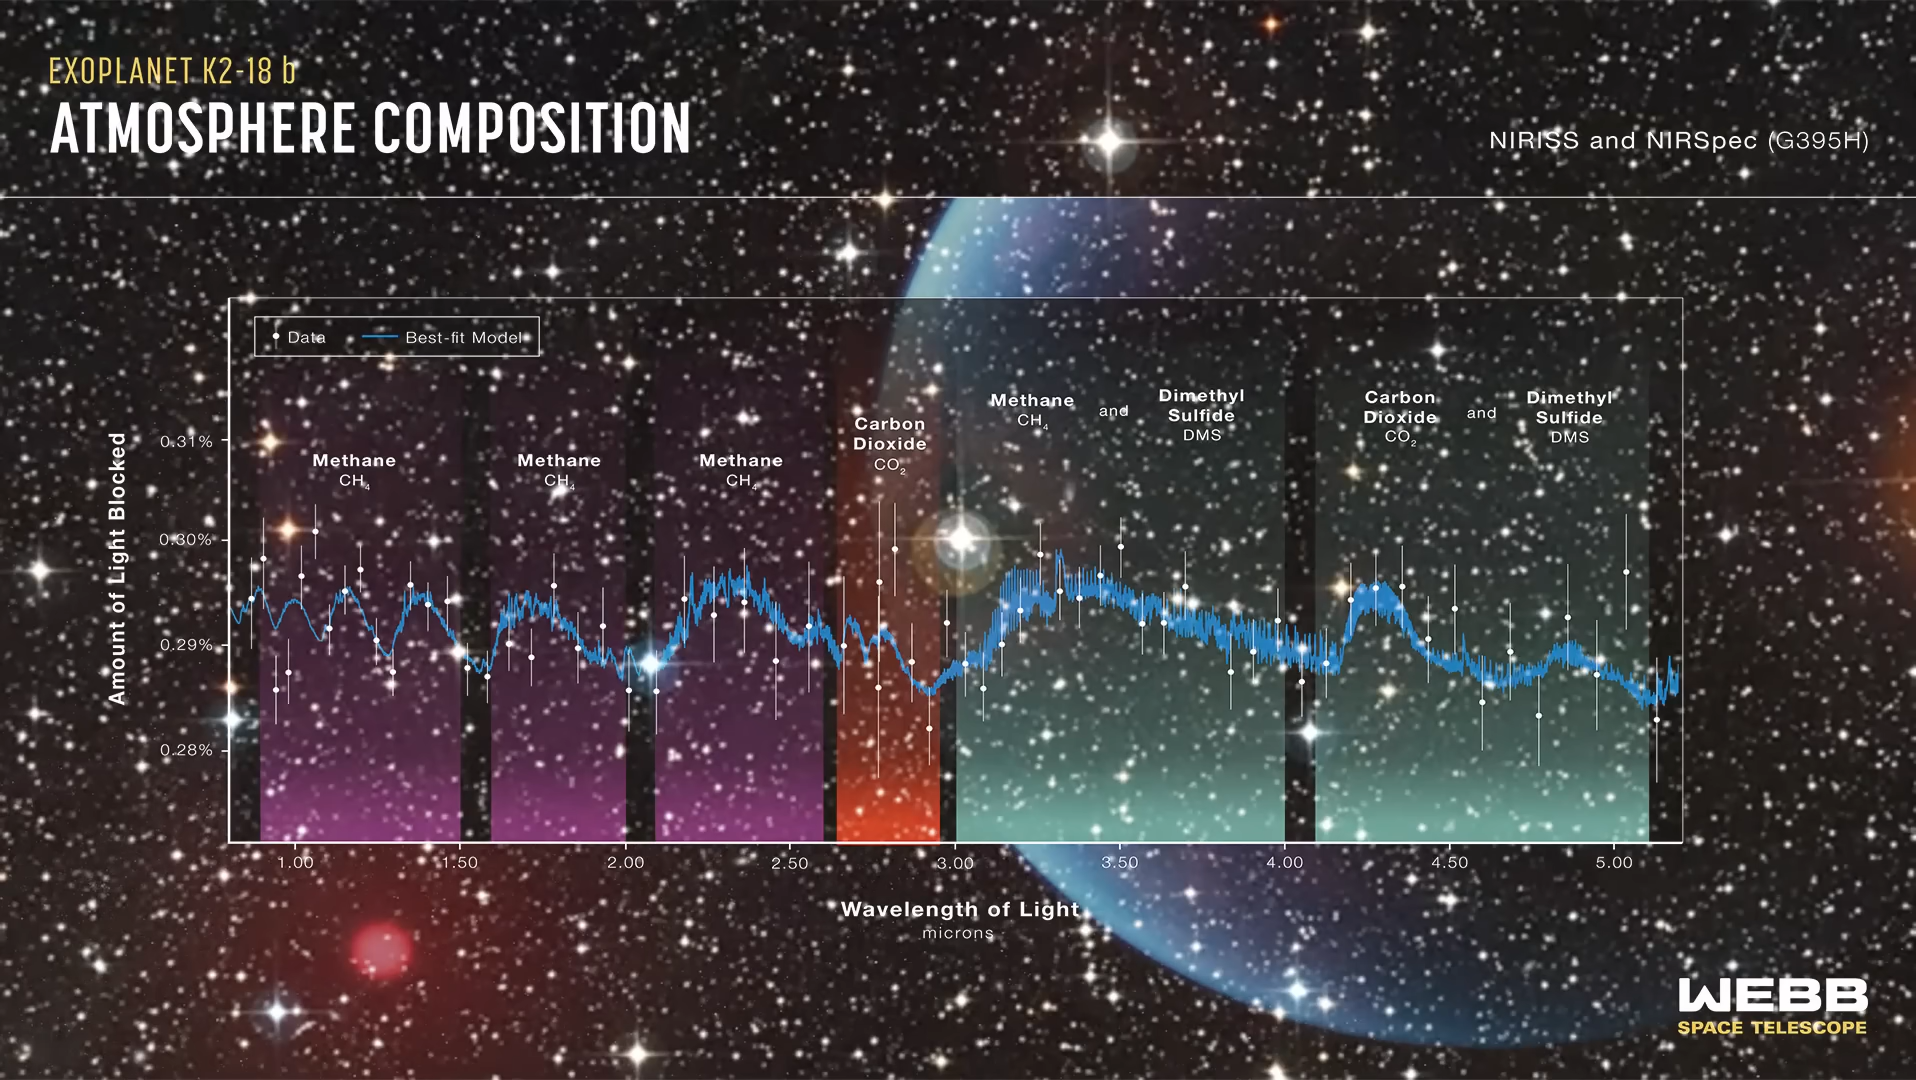 EXOPLANET K2-18 b
ATMOSPHERE COMPOSITION
NIRISS and NIRSpec (G395H)
Data
Best-fit Model
Amount of Light Blocked
0.31%
0.30%
0.29%
0.28%
Methane
CH₄
Methane
CH₄
Methane
CH₄
Carbon
Dioxide
CO₂
Methane
CH₄
and
Dimethyl
Sulfide
DMS
Carbon
Dioxide
CO₂
and
Dimethyl
Sulfide
DMS
1.00 1.50 2.00 2.50 3.00 3.50 4.00 4.50 5.00
Wavelength of Light
microns
WEBB
SPACE TELESCOPE